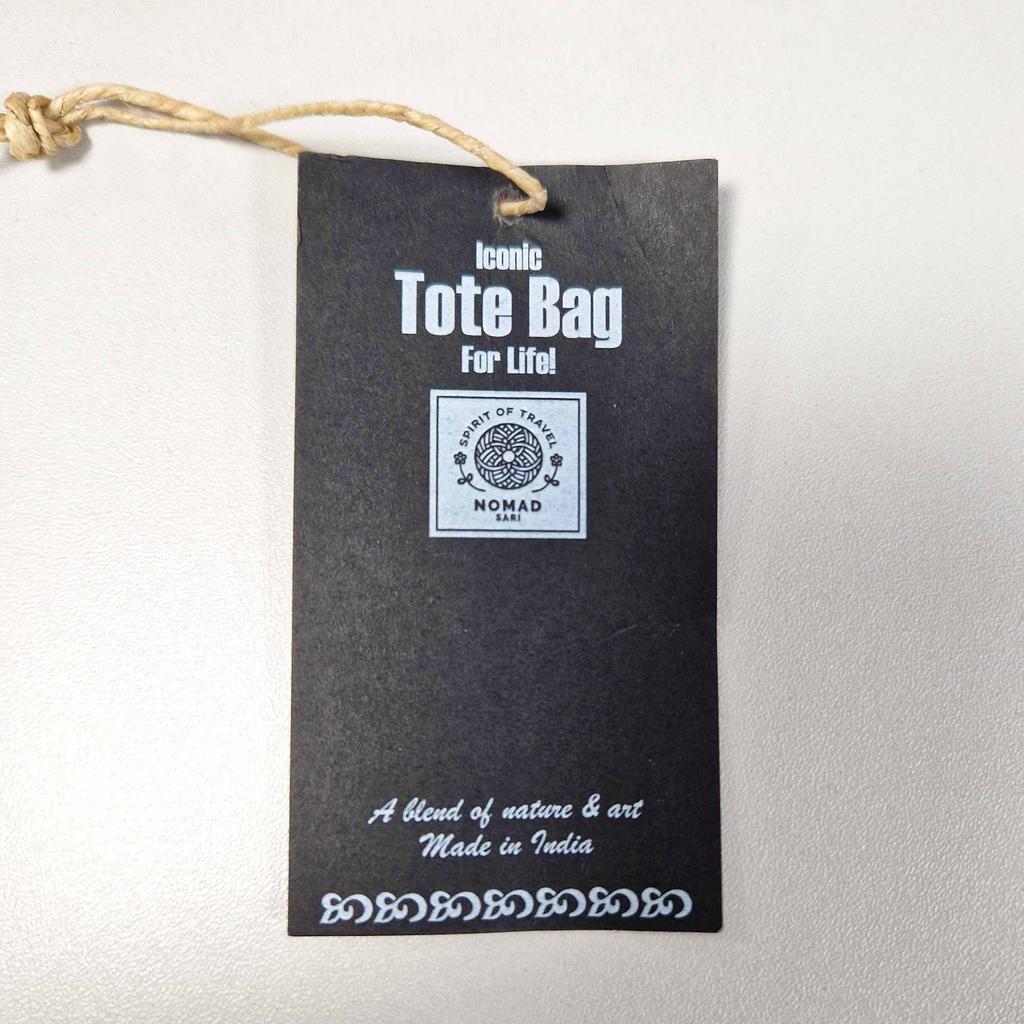 Iconic
Tote Bag
For Life!
SPIRIT OF TRAVEL
NOMAD
SARI
A blend of nature & art
Made in India